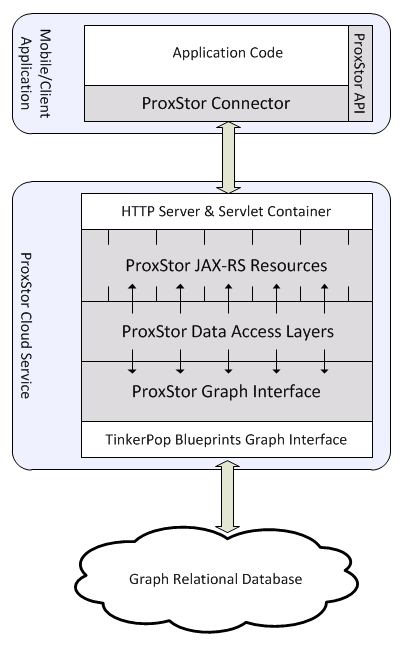 Mobile/Client
Application
Application Code
ProxStor Connector
ProxStor API
ProxStor Cloud Service
HTTP Server & Servlet Container
ProxStor JAX-RS Resources
ProxStor Data Access Layers
ProxStor Graph Interface
TinkerPop Blueprints Graph Interface
Graph Relational Database